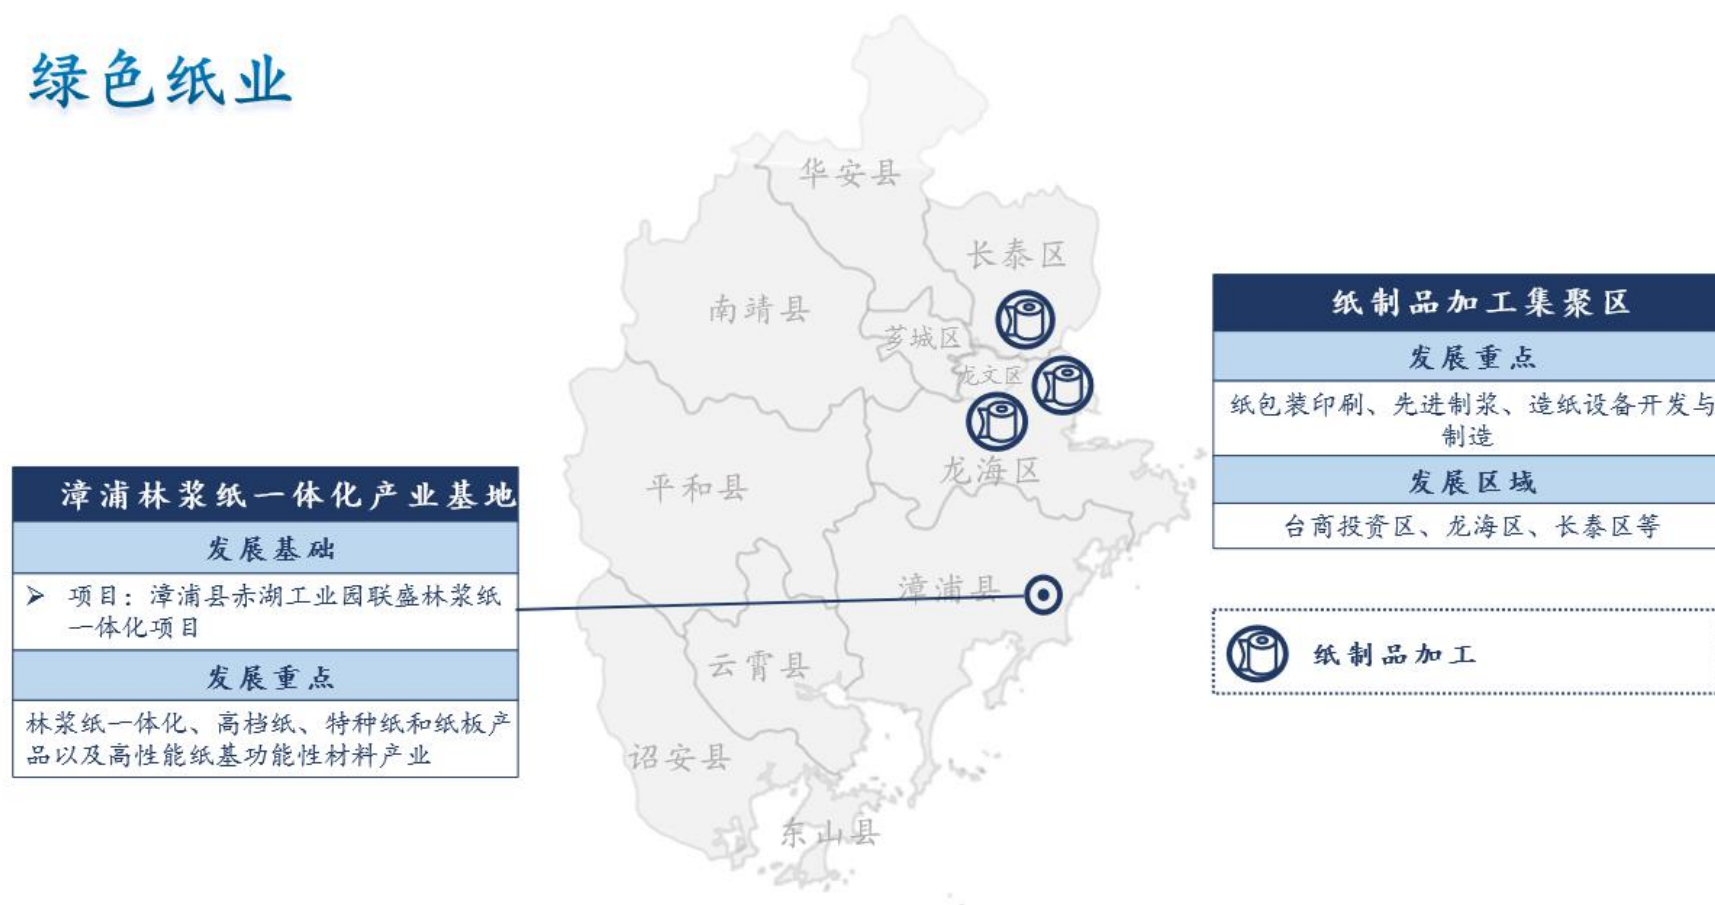 绿色纸业
华安县
长泰区
南靖县
芗城区
龙文区
龙海区
平和县
漳浦县
云霄县
诏安县
东山县
漳浦林浆纸一体化产业基地
发展基础
➢ 项目：漳浦县赤湖工业园联盛林浆纸
一体化项目
发展重点
林浆纸一体化、高档纸、特种纸和纸板产
品以及高性能纸基功能性材料产业
纸制品加工集聚区
发展重点
纸包装印刷、先进制浆、造纸设备开发与
制造
发展区域
台商投资区、龙海区、长泰区等
纸制品加工